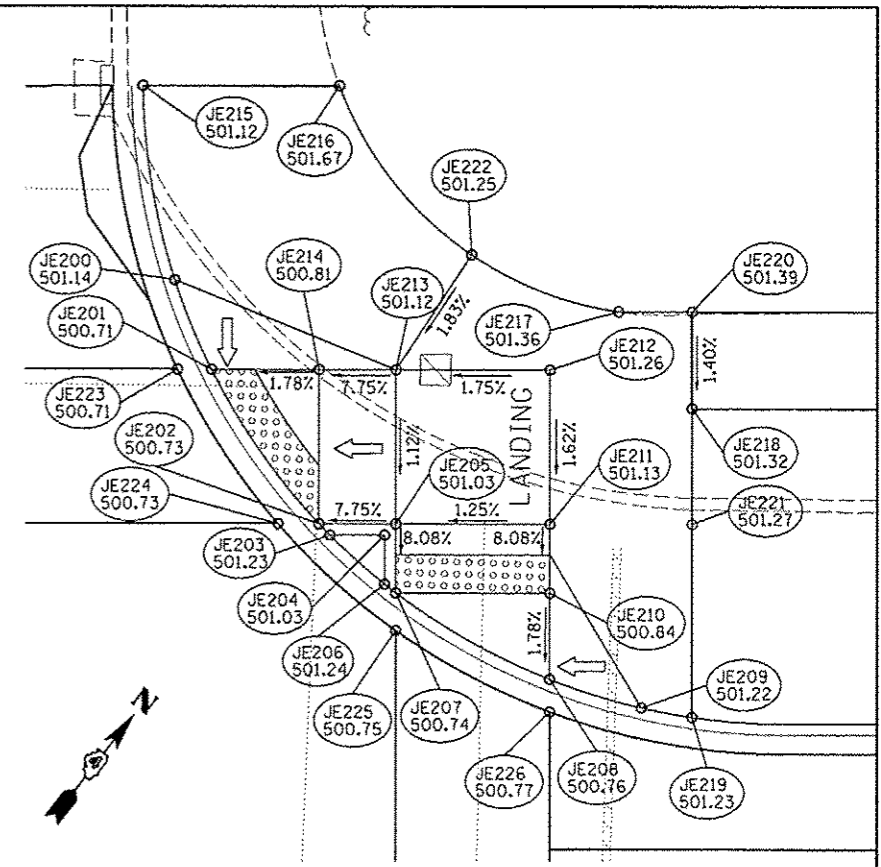 JE215
501.12
JE216
501.67
JE222
501.25
JE200
501.14
JE214
500.81
JE213
501.12
JE220
501.39
JE201
500.71
1.83%
JE217
501.36
JE212
501.26
1.40%
1.78%
7.75%
1.75%
JE223
500.71
LANDING
JE202
500.73
1.12%
1.62%
JE218
501.32
JE205
501.03
JE211
501.13
JE224
500.73
7.75%
1.25%
JE221
501.27
JE203
501.23
8.08%
8.08%
JE204
501.03
JE210
500.84
JE206
501.24
1.78%
JE209
501.22
N
JE225
500.75
JE207
500.74
JE226
500.77
JE208
500.76
JE219
501.23